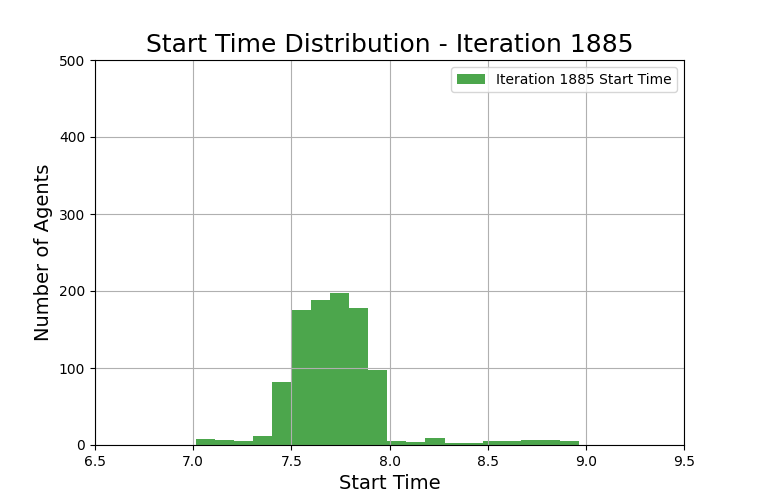 Start Time Distribution - Iteration 1885
Iteration 1885 Start Time
500
400
300
200
100
0
Number of Agents
6.5 7.0 7.5 8.0 8.5 9.0 9.5
Start Time